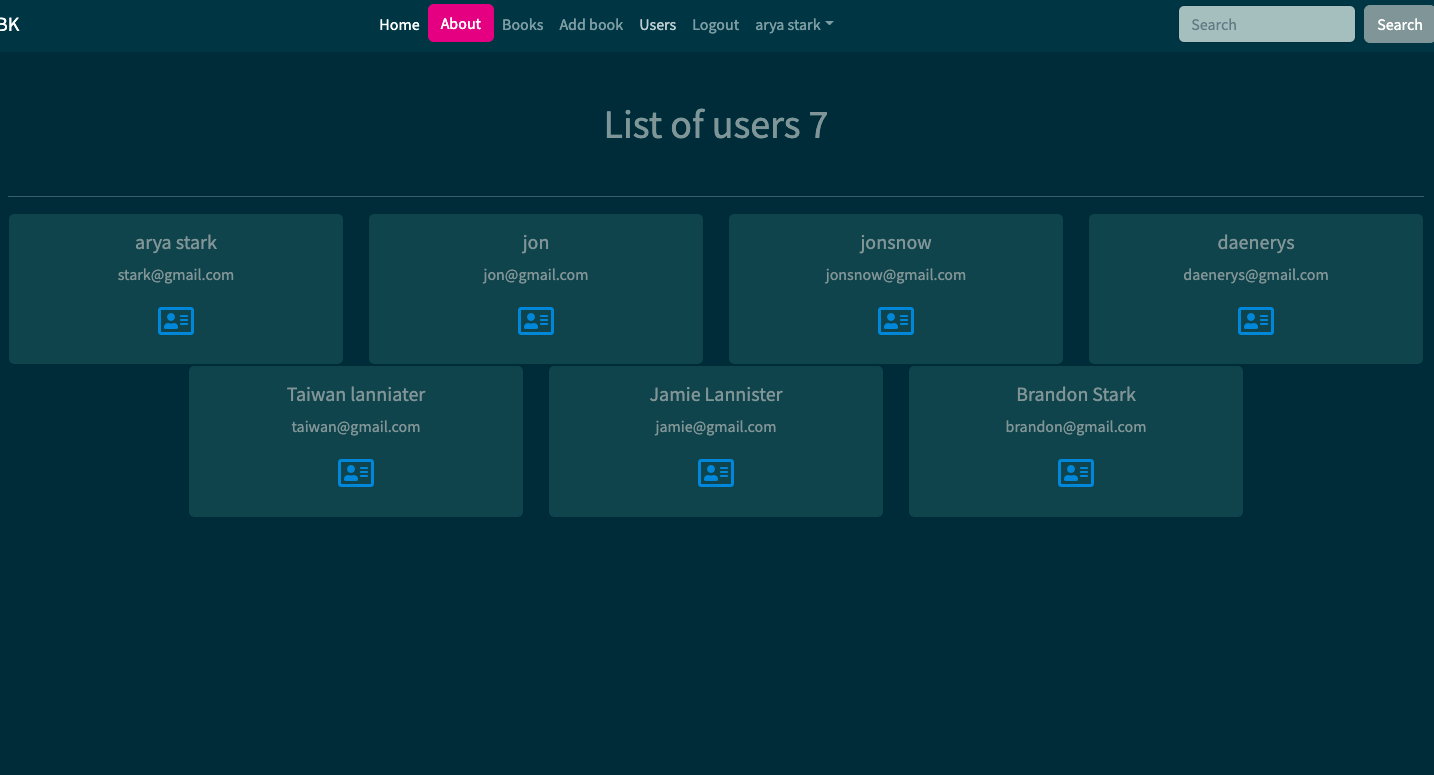 BK Home About Books Add book Users Logout arya stark Search Search
List of users 7
arya stark jon jonsnow daenerys
stark@gmail.com jon@gmail.com jonsnow@gmail.com daenerys@gmail.com
Taiwan lanniater Jamie Lannister Brandon Stark
taiwan@gmail.com jamie@gmail.com brandon@gmail.com